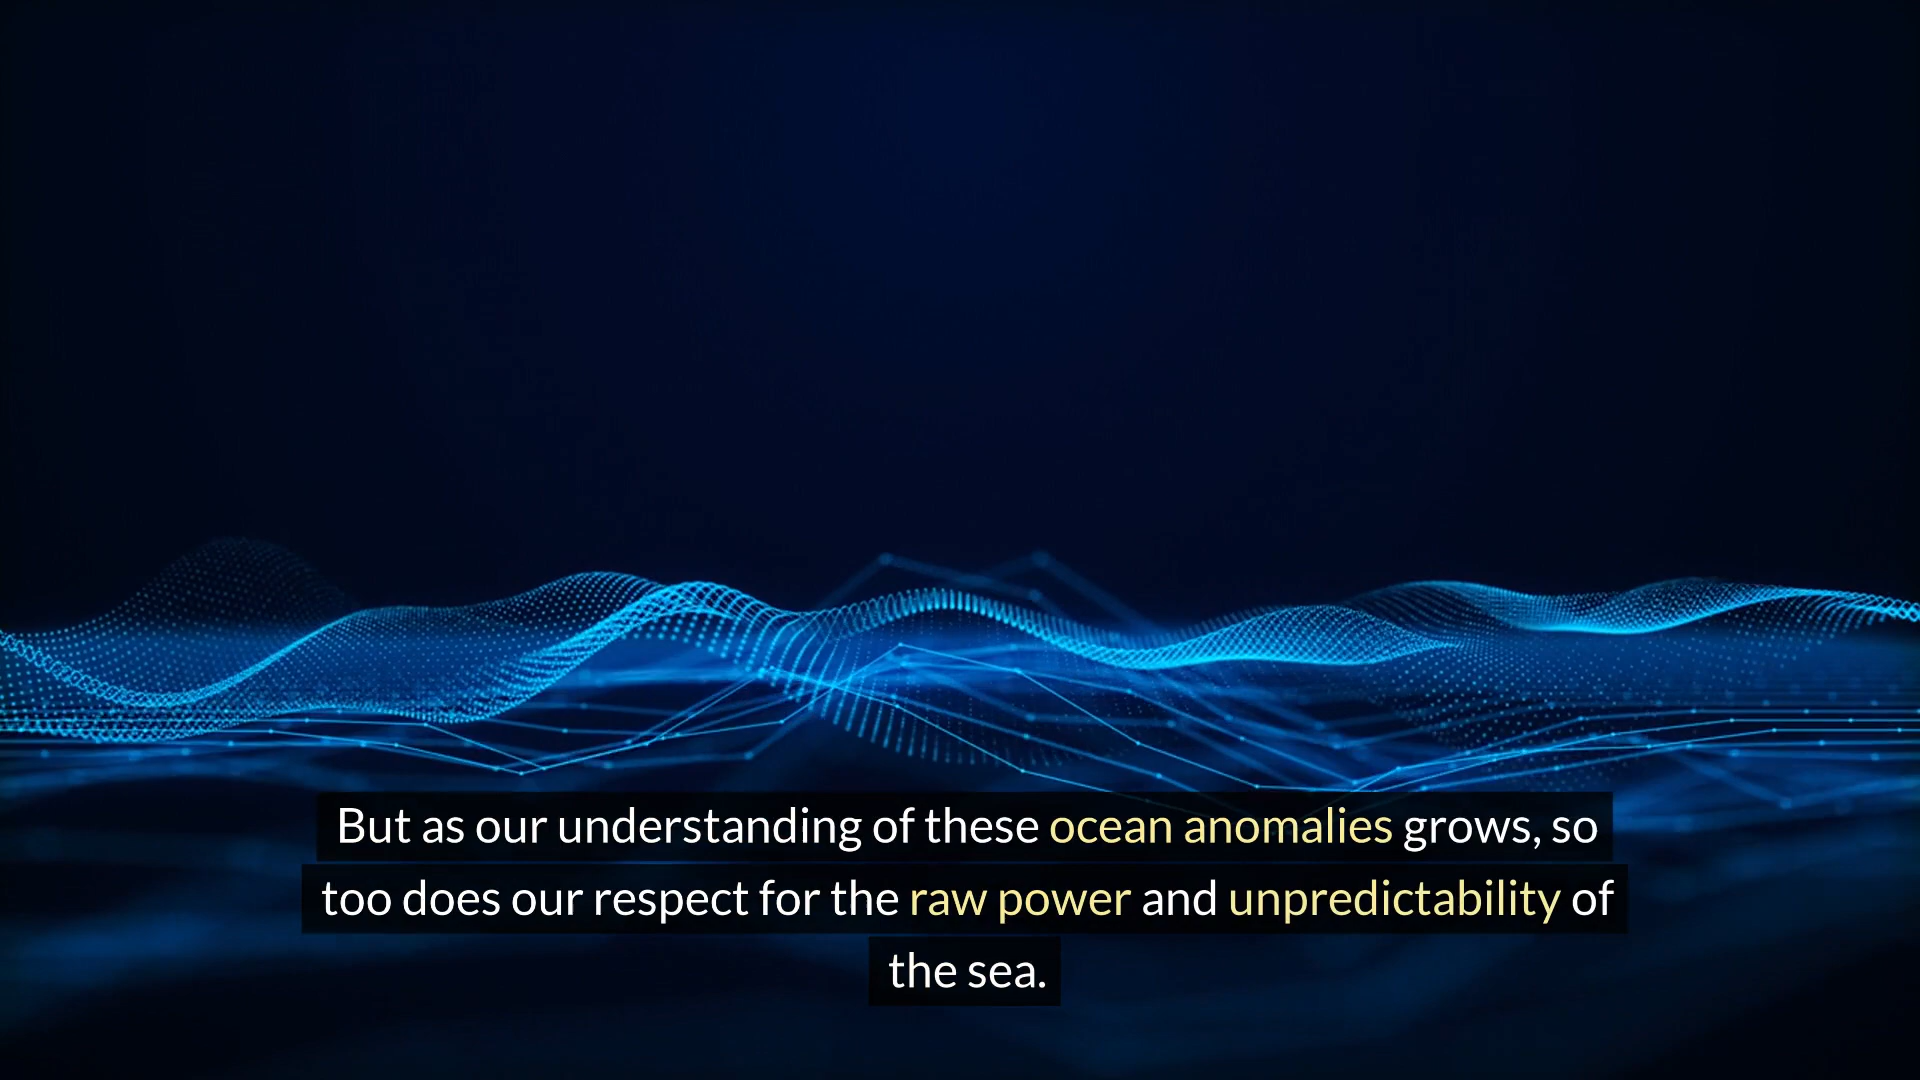 But as our understanding of these ocean anomalies grows, so
too does our respect for the raw power and unpredictability of
the sea.